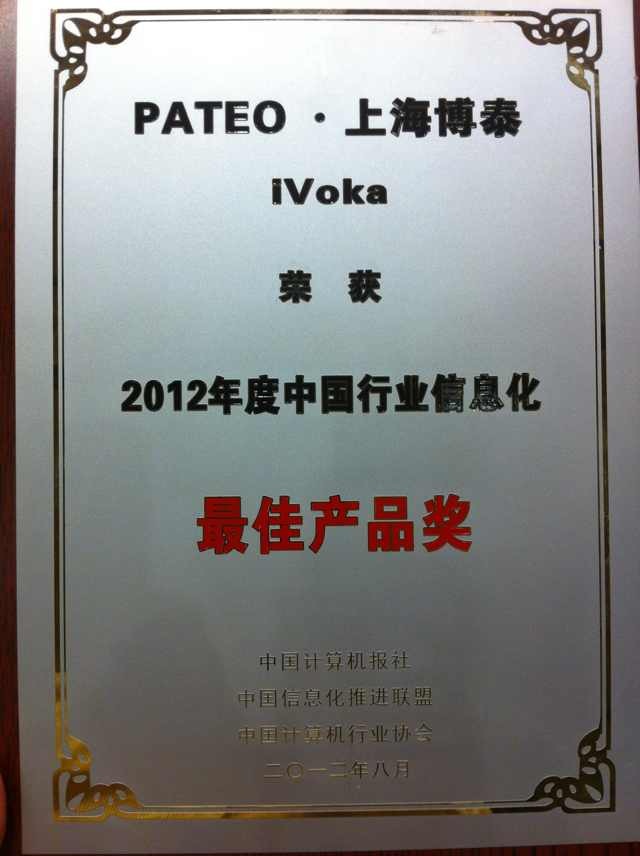 PATEO · 上海博泰
iVoka
荣 获
2012年度中国行业信息化
最佳产品奖
中国计算机报社
中国信息化推进联盟
中国计算机行业协会
二〇一二年八月